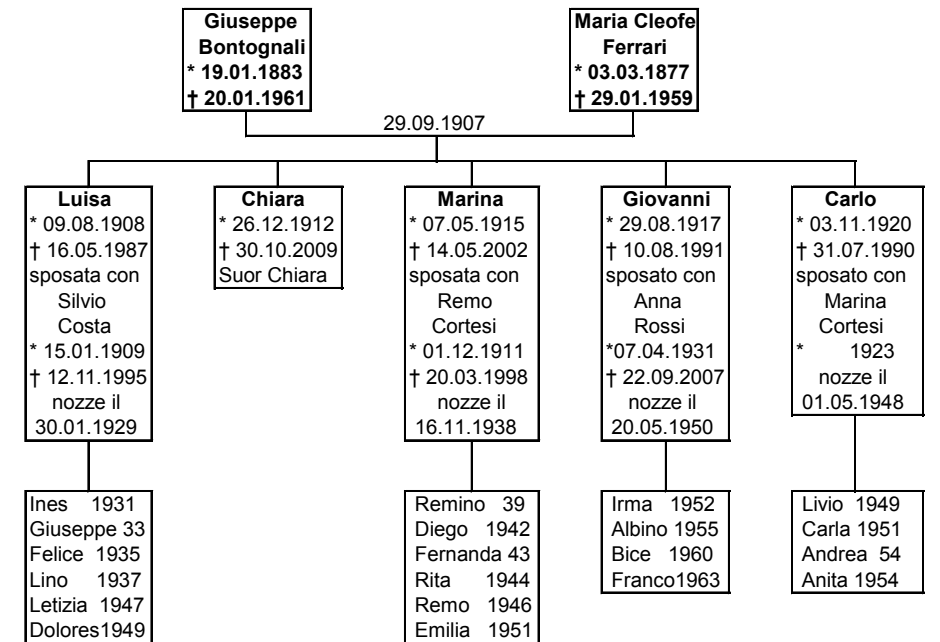 Giuseppe
Bontognali
* 19.01.1883
† 20.01.1961
Maria Cleofe
Ferrari
* 03.03.1877
† 29.01.1959
29.09.1907
Luisa
* 09.08.1908
† 16.05.1987
sposata con
Silvio
Costa
* 15.01.1909
† 12.11.1995
nozze il
30.01.1929
Chiara
* 26.12.1912
† 30.10.2009
Suor Chiara
Marina
* 07.05.1915
† 14.05.2002
sposata con
Remo
Cortesi
* 01.12.1911
† 20.03.1998
nozze il
16.11.1938
Giovanni
* 29.08.1917
† 10.08.1991
sposato con
Anna
Rossi
*07.04.1931
† 22.09.2007
nozze il
20.05.1950
Carlo
* 03.11.1920
† 31.07.1990
sposato con
Marina
Cortesi
* 1923
nozze il
01.05.1948
Ines 1931
Giuseppe 33
Felice 1935
Lino 1937
Letizia 1947
Dolores1949
Remino 39
Diego 1942
Fernanda 43
Rita 1944
Remo 1946
Emilia 1951
Irma 1952
Albino 1955
Bice 1960
Franco1963
Livio 1949
Carla 1951
Andrea 54
Anita 1954